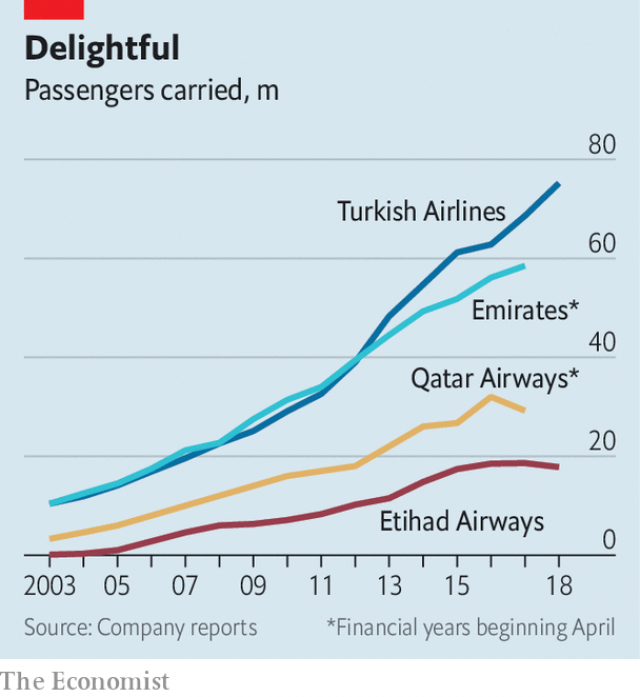 Delightful
Passengers carried, m
80
Turkish Airlines
60
Emirates*
40
Qatar Airways*
20
Etihad Airways
0
2003 05 07 09 11 13 15 18
Source: Company reports *Financial years beginning April
The Economist